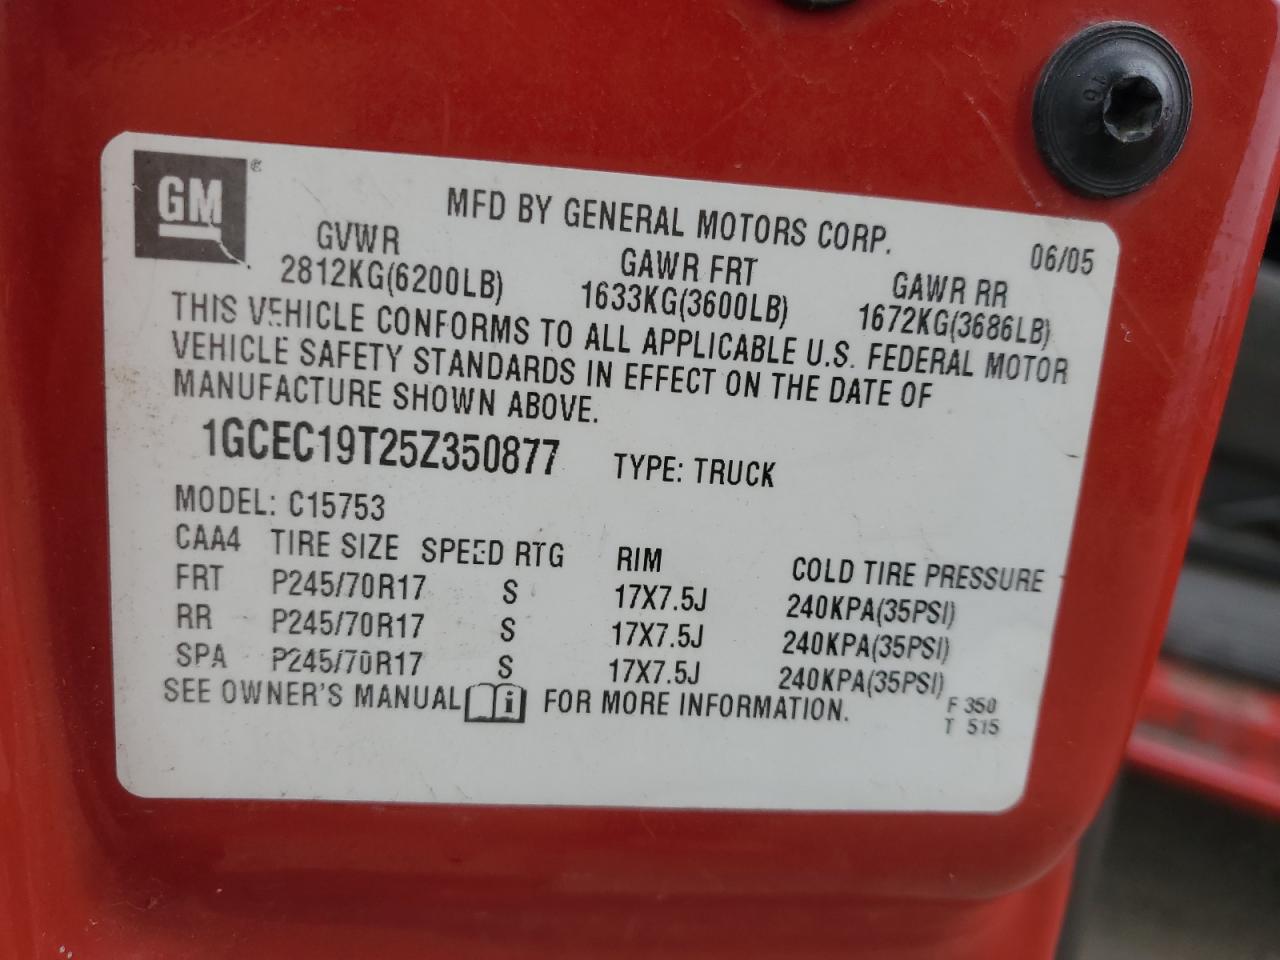 GM ®
MFD BY GENERAL MOTORS CORP.
06/05
GVWR GAWR FRT GAWR RR
2812KG(6200LB) 1633KG(3600LB) 1672KG(3686LB)
THIS VEHICLE CONFORMS TO ALL APPLICABLE U.S. FEDERAL MOTOR
VEHICLE SAFETY STANDARDS IN EFFECT ON THE DATE OF
MANUFACTURE SHOWN ABOVE.
1GCEC19T25Z350877 TYPE: TRUCK
MODEL: C15753
CAA4 TIRE SIZE SPEED RTG RIM COLD TIRE PRESSURE
FRT P245/70R17 S 17X7.5J 240KPA(35PSI)
RR P245/70R17 S 17X7.5J 240KPA(35PSI)
SPA P245/70R17 S 17X7.5J 240KPA(35PSI)
SEE OWNER'S MANUAL i FOR MORE INFORMATION.
F 350
T 515